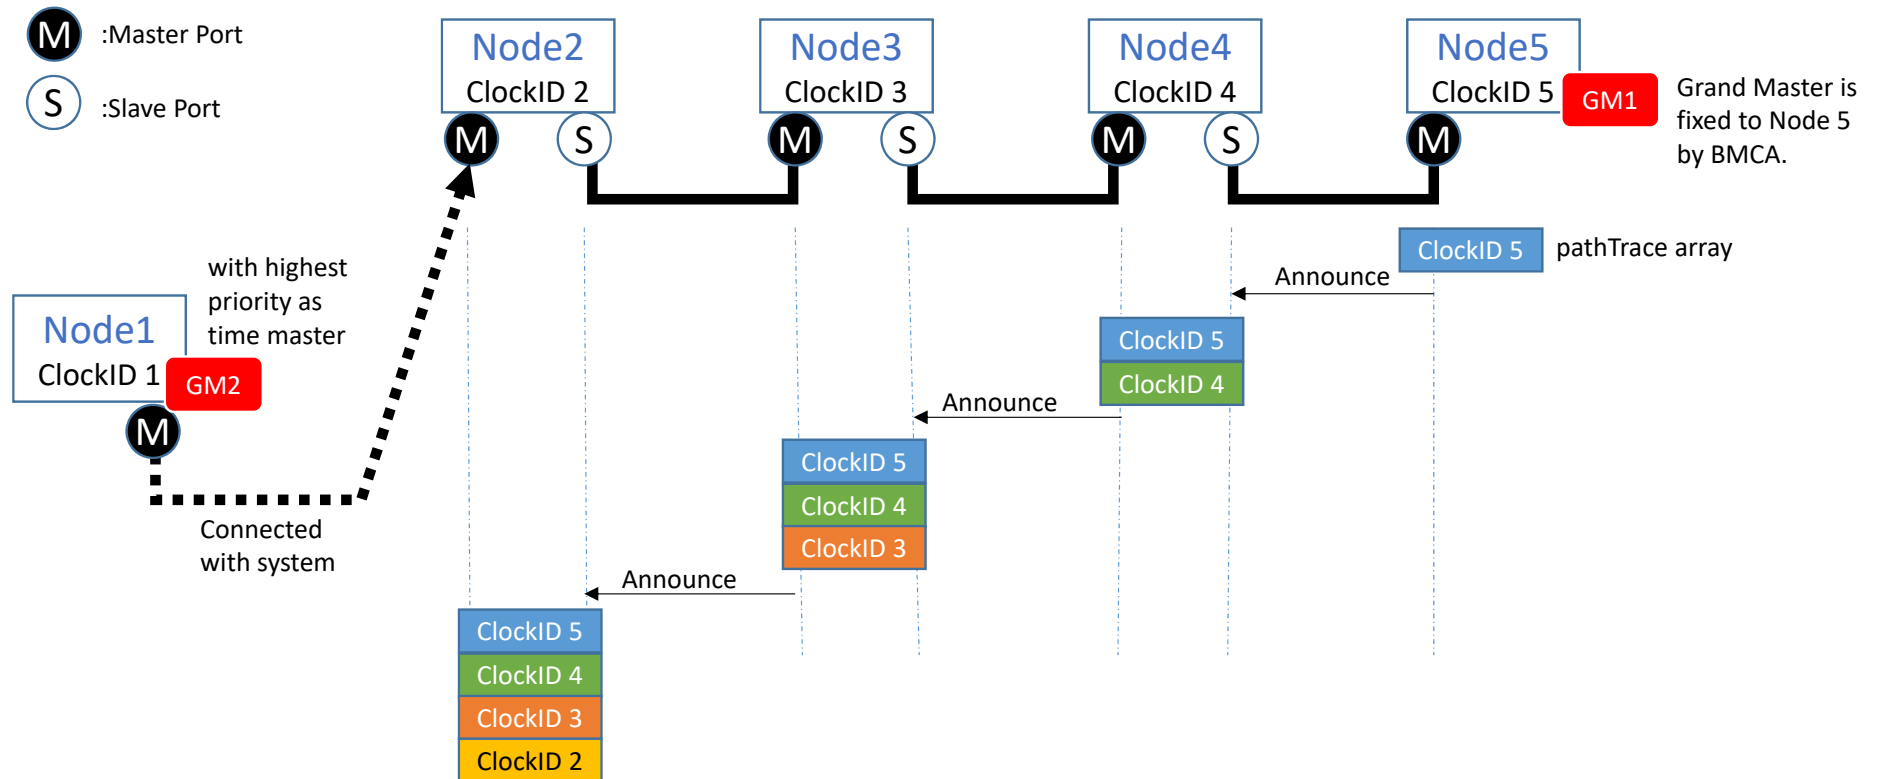 M :Master Port
S :Slave Port
Node2
ClockID 2
Node3
ClockID 3
Node4
ClockID 4
Node5
ClockID 5
GM1
Grand Master is
fixed to Node 5
by BMCA.
M
S
M
S
M
S
M
with highest
priority as
time master
Node1
ClockID 1
GM2
M
Connected
with system
ClockID 5
pathTrace array
Announce
ClockID 5
ClockID 4
Announce
ClockID 5
ClockID 4
ClockID 3
Announce
ClockID 5
ClockID 4
ClockID 3
ClockID 2